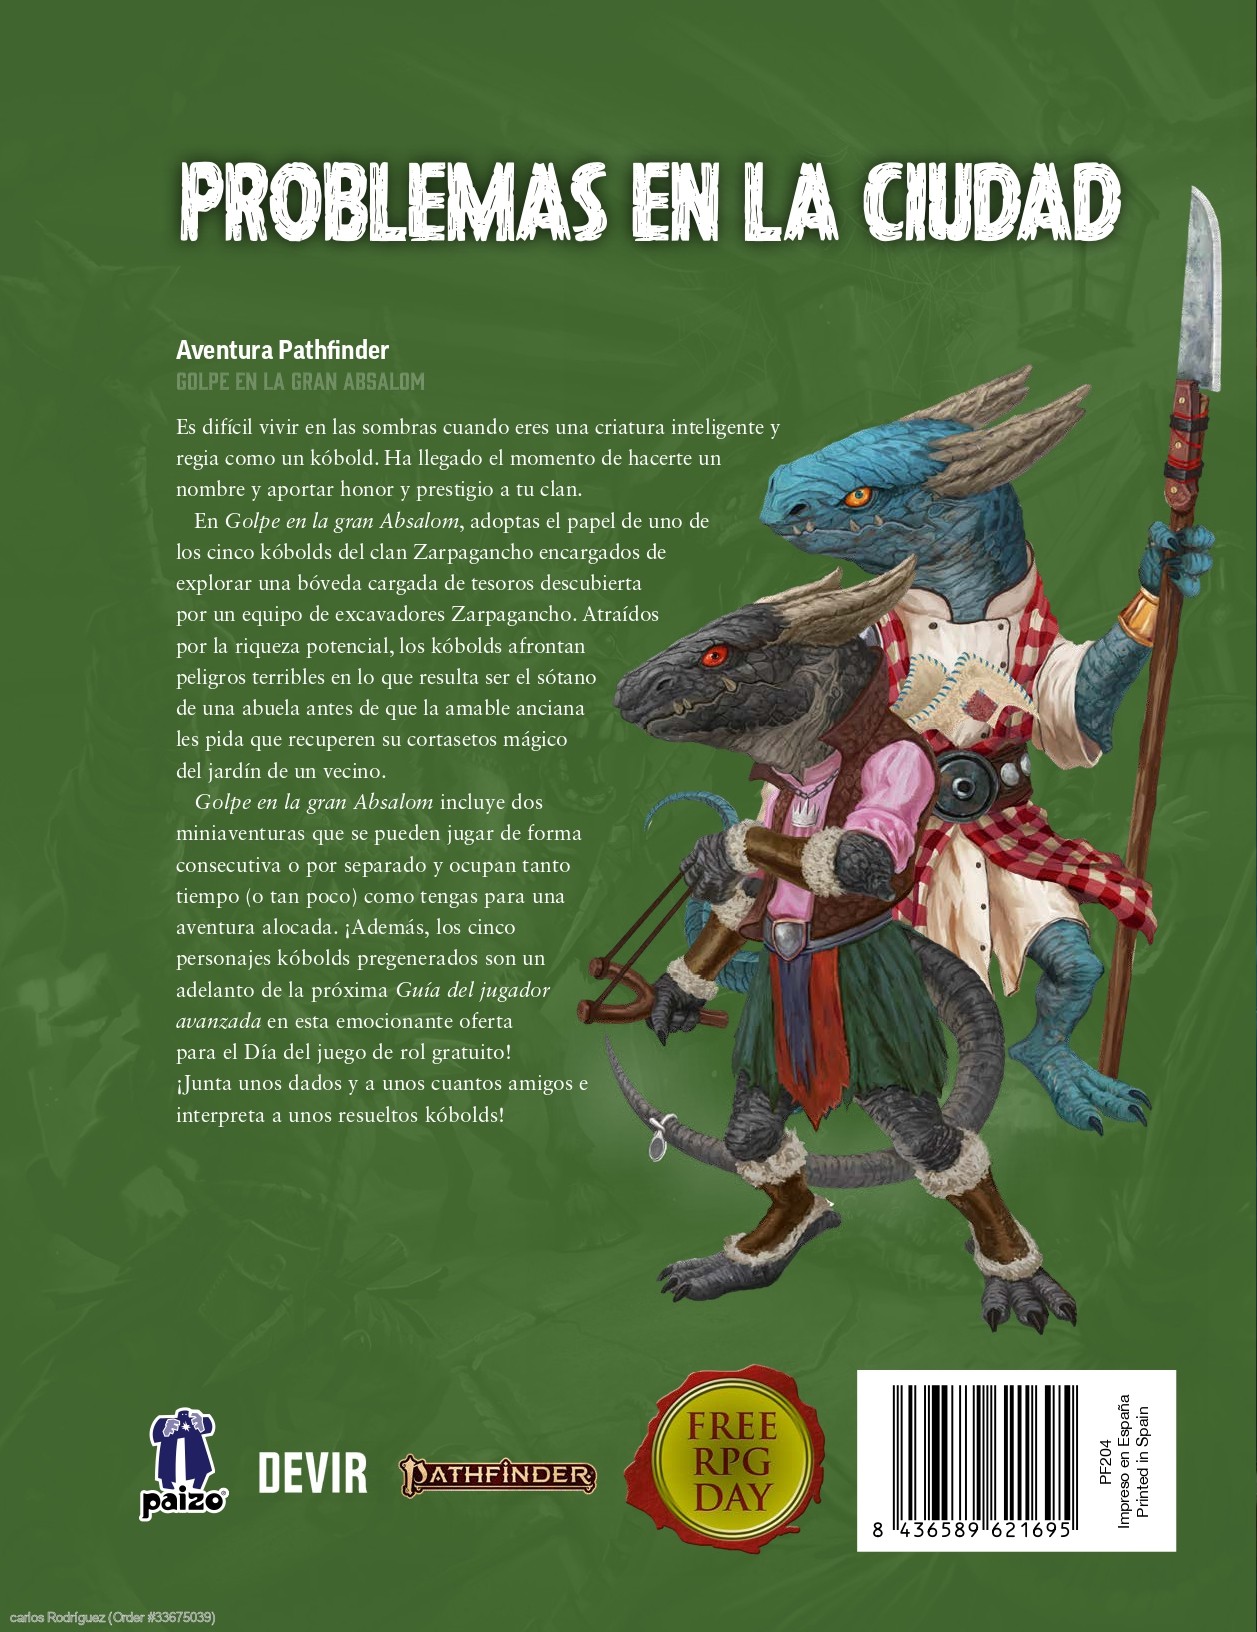 PROBLEMAS EN LA CIUDAD
Aventura Pathfinder
GOLPE EN LA GRAN ABSALOM
Es difícil vivir en las sombras cuando eres una criatura inteligente y
regia como un kóbold. Ha llegado el momento de hacerte un
nombre y aportar honor y prestigio a tu clan.
En Golpe en la gran Absalom, adoptas el papel de uno de
los cinco kóbolds del clan Zarpagancho encargados de
explorar una bóveda cargada de tesoros descubierta
por un equipo de excavadores Zarpagancho. Atraídos
por la riqueza potencial, los kóbolds afrontan
peligros terribles en lo que resulta ser el sótano
de una abuela antes de que la amable anciana
les pida que recuperen su cortasetos mágico
del jardín de un vecino.
Golpe en la gran Absalom incluye dos
miniaventuras que se pueden jugar de forma
consecutiva o por separado y ocupan tanto
tiempo (o tan poco) como tengas para una
aventura alocada. ¡Además, los cinco
personajes kóbolds pregenerados son un
adelanto de la próxima Guía del jugador
avanzada en esta emocionante oferta
para el Día del juego de rol gratuito!
¡Junta unos dados y a unos cuantos amigos e
interpreta a unos resueltos kóbolds!
paizo
DEVIR
PATHFINDER
FREE
RPG
DAY
8 436589 621695
PF204
Impreso en España
Printed in Spain
carlos Rodríguez (Order #33675039)